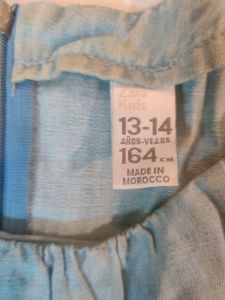 Zara
Kids
13-14
AÑOS-YEARS
164 CM
MADE IN
MOROCCO